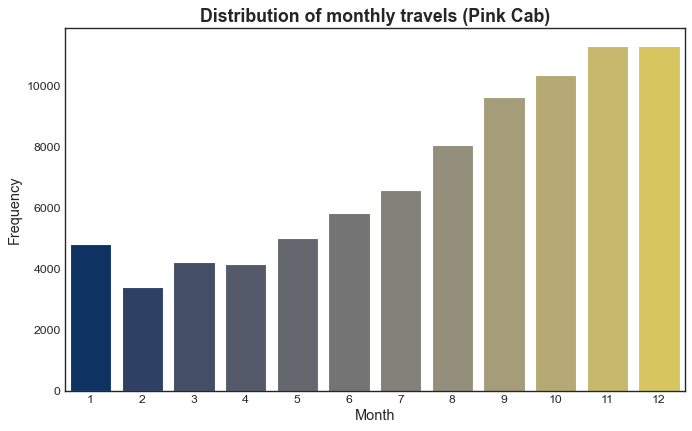 Distribution of monthly travels (Pink Cab)
Frequency
10000
8000
6000
4000
2000
0
1 2 3 4 5 6 7 8 9 10 11 12
Month